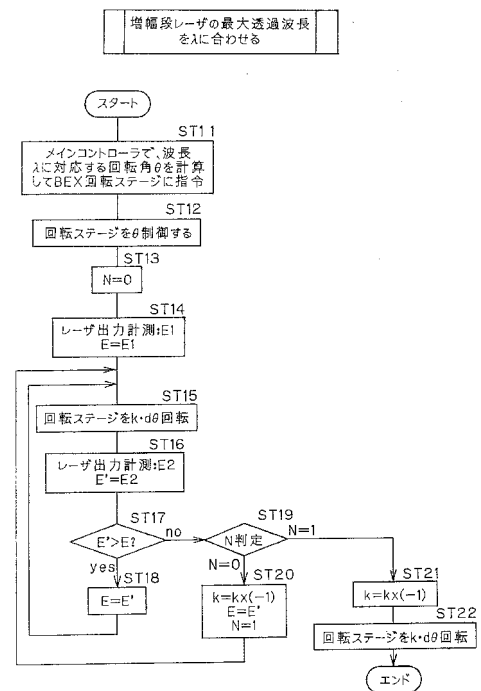 増幅段レーザの最大透過波長
をλに合わせる
スタート
ST11
メインコントローラで、波長
λに対応する回転角θを計算
してBEX回転ステージに指令
ST12
回転ステージをθ制御する
ST13
N=0
ST14
レーザ出力計測:E1
E=E1
ST15
回転ステージをk・dθ回転
ST16
レーザ出力計測:E2
E'=E2
ST17
E'>E?
no
yes
ST18
E=E'
ST19
N判定
N=1
N=0
ST20
k=kx(-1)
E=E'
N=1
ST21
k=kx(-1)
ST22
回転ステージをk・dθ回転
エンド